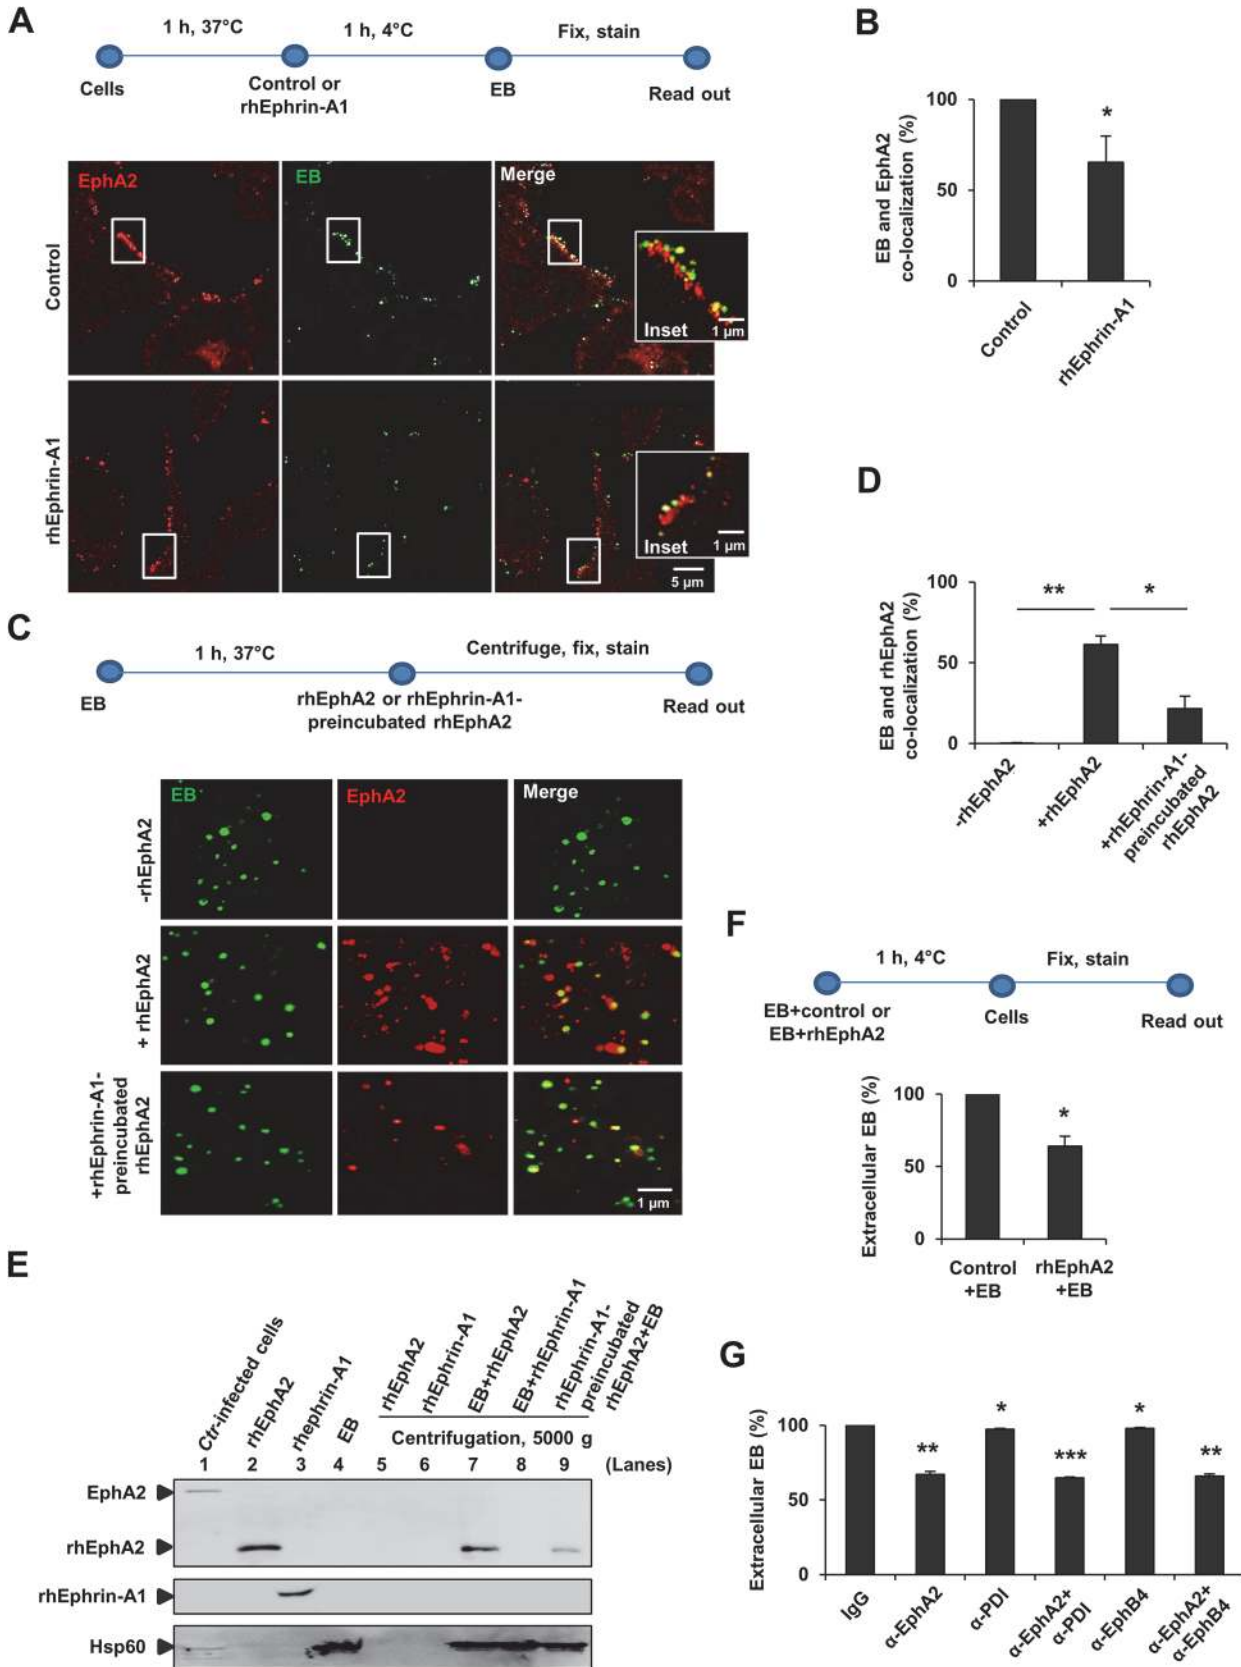 A
1 h, 37°C
1 h, 4°C
Fix, stain
Cells
Control or
rhEphrin-A1
EB
Read out
EphA2
EB
Merge
Control
Inset
1 µm
rhEphrin-A1
Inset
1 µm
5 µm
B
EB and EphA2
co-localization (%)
100
50
0
*
Control
rhEphrin-A1
C
1 h, 37°C
Centrifuge, fix, stain
EB
rhEphA2 or rhEphrin-A1-
preincubated rhEphA2
Read out
EB
EphA2
Merge
-rhEphA2
+ rhEphA2
+rhEphrin-A1-
preincubated
rhEphA2
1 µm
D
EB and rhEphA2
co-localization (%)
100
50
0
**
*
-rhEphA2
+rhEphA2
+rhEphrin-A1-
preincubated
rhEphA2
E
Ctr-infected cells
rhEphA2
rhephrin-A1
EB
rhEphA2
rhEphrin-A1
EB+rhEphA2
EB+rhEphrin-A1
rhEphrin-A1-
preincubated
rhEphA2+EB
Centrifugation, 5000 g
1 2 3 4 5 6 7 8 9 (Lanes)
EphA2
rhEphA2
rhEphrin-A1
Hsp60
F
1 h, 4°C
Fix, stain
EB+control or
EB+rhEphA2
Cells
Read out
Extracellular EB (%)
100
50
0
*
Control
+EB
rhEphA2
+EB
G
Extracellular EB (%)
100
50
0
**
*
***
*
**
IgG
α-EphA2
α-PDI
α-EphA2+
α-PDI
α-EphB4
α-EphA2+
α-EphB4